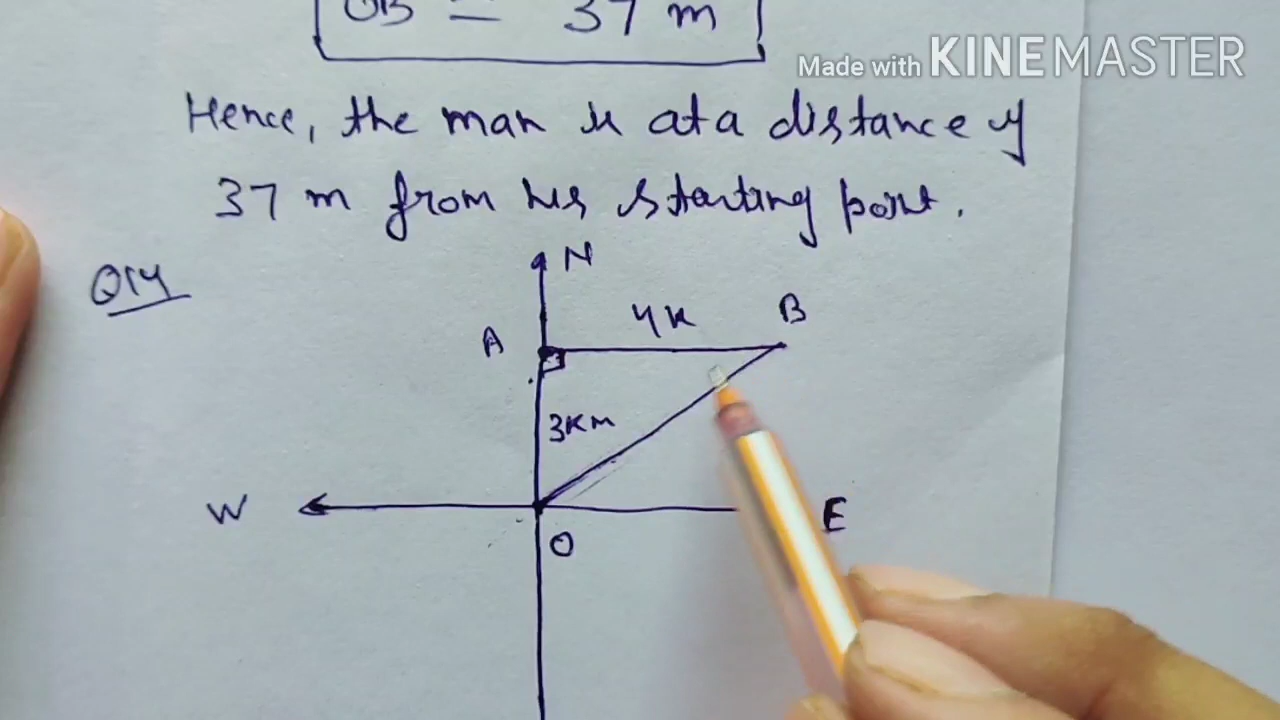 OB = 37 m
Made with KINEMASTER
Hence, the man is at a distance of
37 m from his starting point.
Q14
N
4K
B
A
3Km
W
E
O